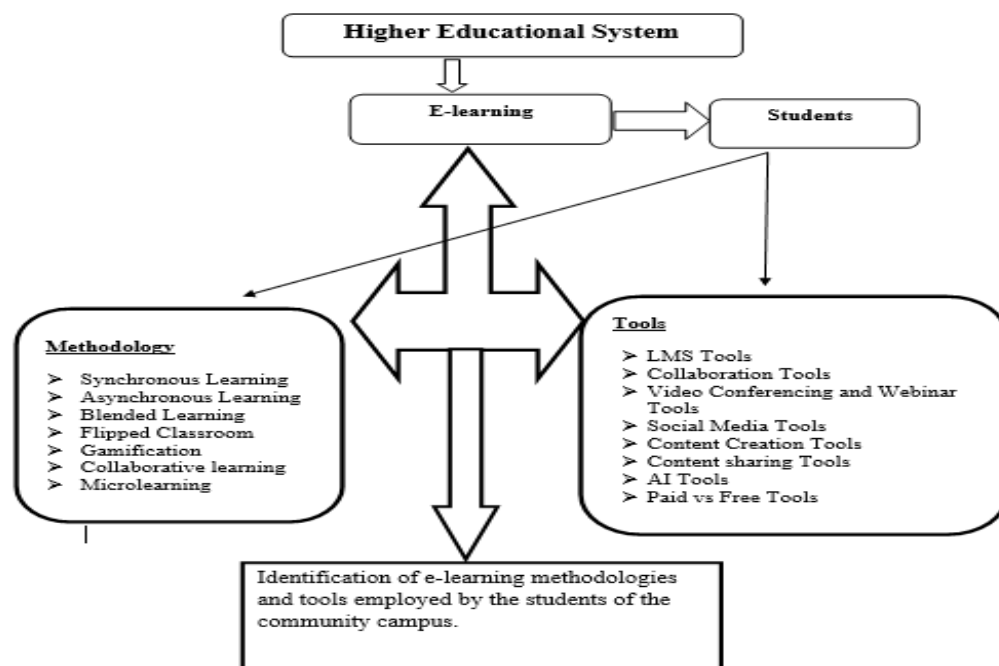 Higher Educational System
E-learning
Students
Methodology
➢ Synchronous Learning
➢ Asynchronous Learning
➢ Blended Learning
➢ Flipped Classroom
➢ Gamification
➢ Collaborative learning
➢ Microlearning
Tools
➢ LMS Tools
➢ Collaboration Tools
➢ Video Conferencing and Webinar
Tools
➢ Social Media Tools
➢ Content Creation Tools
➢ Content sharing Tools
➢ AI Tools
➢ Paid vs Free Tools
Identification of e-learning methodologies
and tools employed by the students of the
community campus.